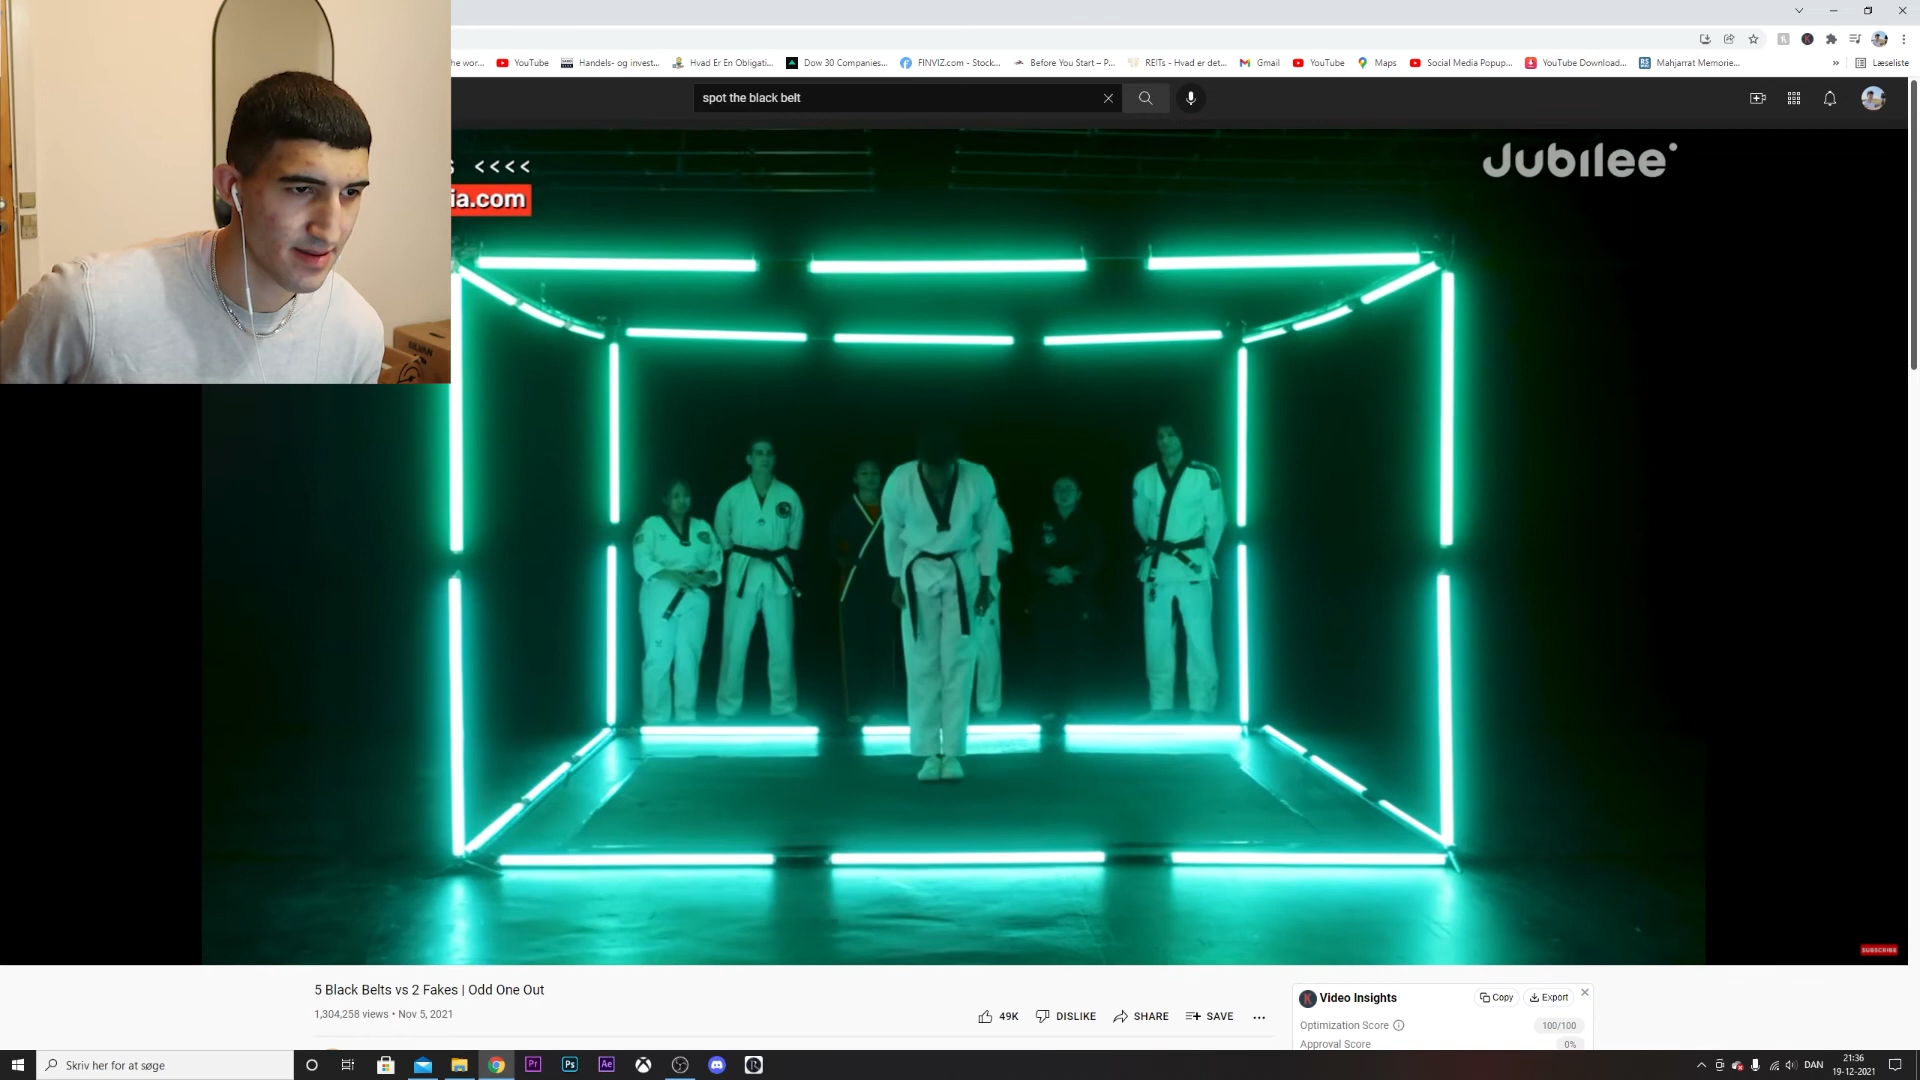 he wor...
YouTube
Handels- og invest...
Hvad Er En Obligati...
Dow 30 Companies...
FINVIZ.com - Stock...
Before You Start – P...
REITs - Hvad er det...
Gmail
YouTube
Maps
Social Media Popup...
YouTube Download...
Mahjarrat Memorie...
»
Læseliste
spot the black belt
S <<<<
ia.com
Jubilee
SUBSCRIBE
5 Black Belts vs 2 Fakes | Odd One Out
1,304,258 views • Nov 5, 2021
49K
DISLIKE
SHARE
SAVE
...
Video Insights
Copy
Export
Optimization Score
100/100
Approval Score
0%
Skriv her for at søge
Pr
Ps
Ae
DAN
21:36
19-12-2021